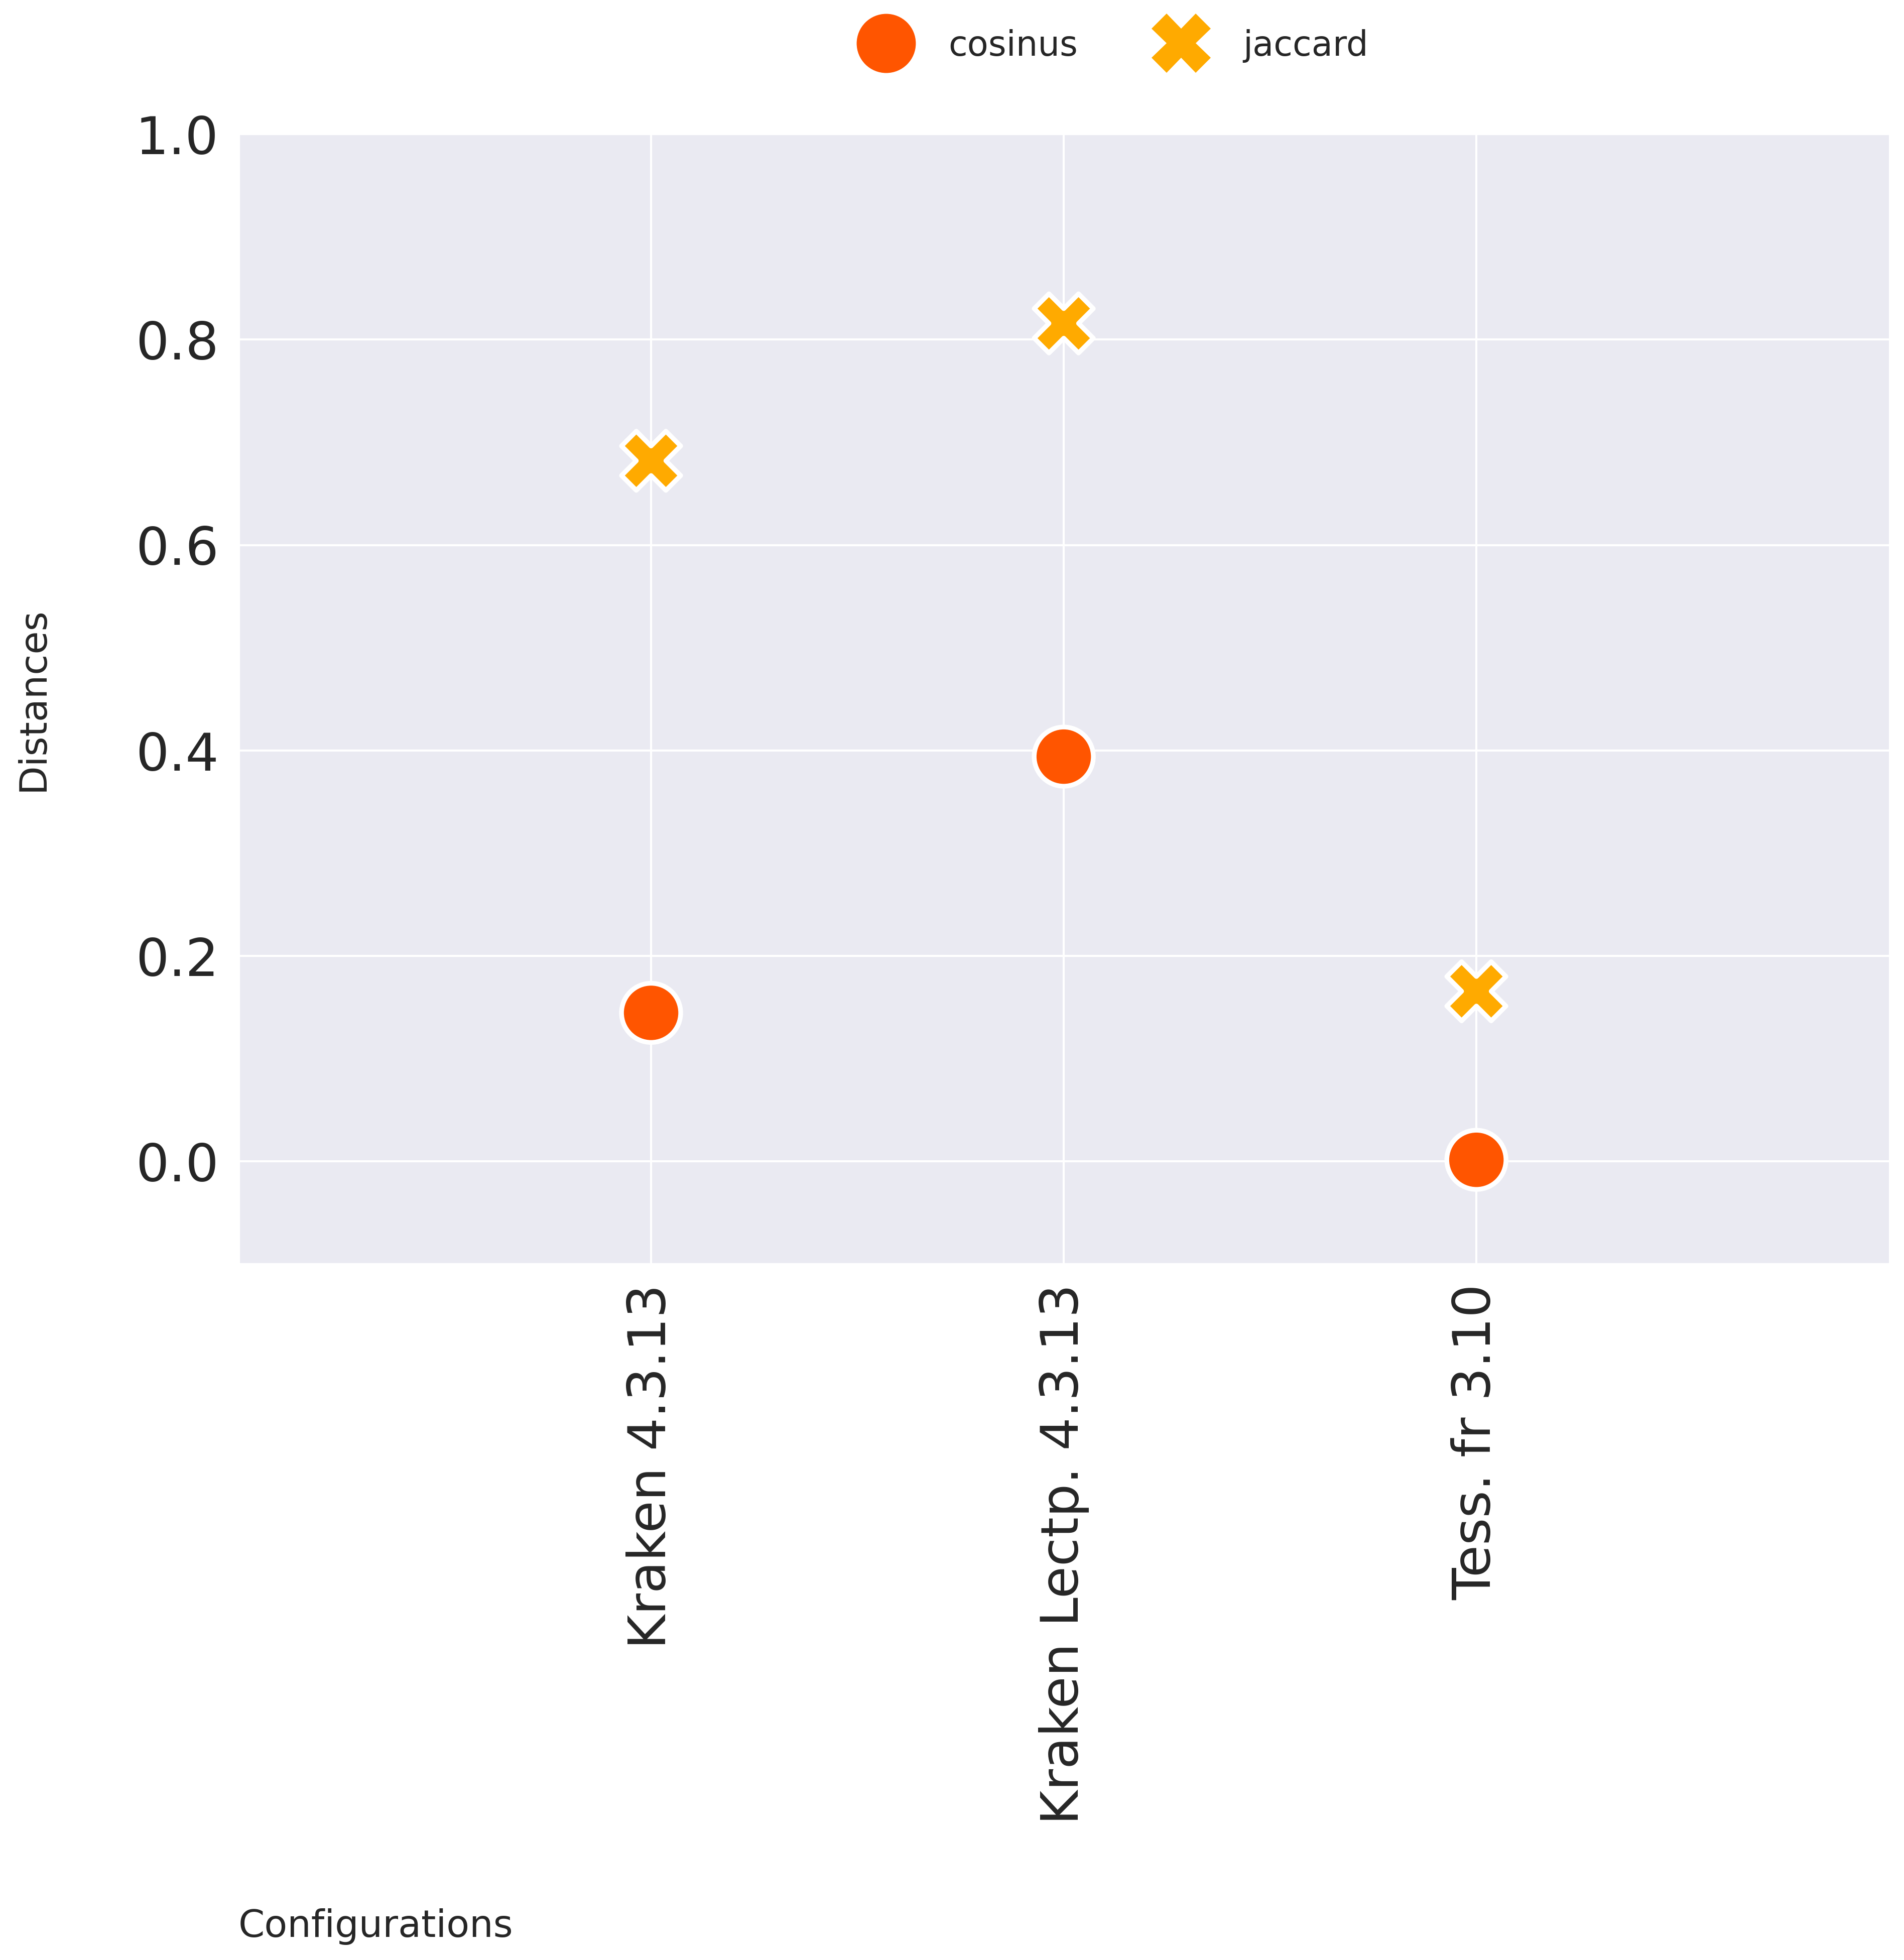 cosinus jaccard
1.0
0.8
0.6
0.4
0.2
0.0
Distances
Kraken 4.3.13
Kraken Lectp. 4.3.13
Tess. fr 3.10
Configurations